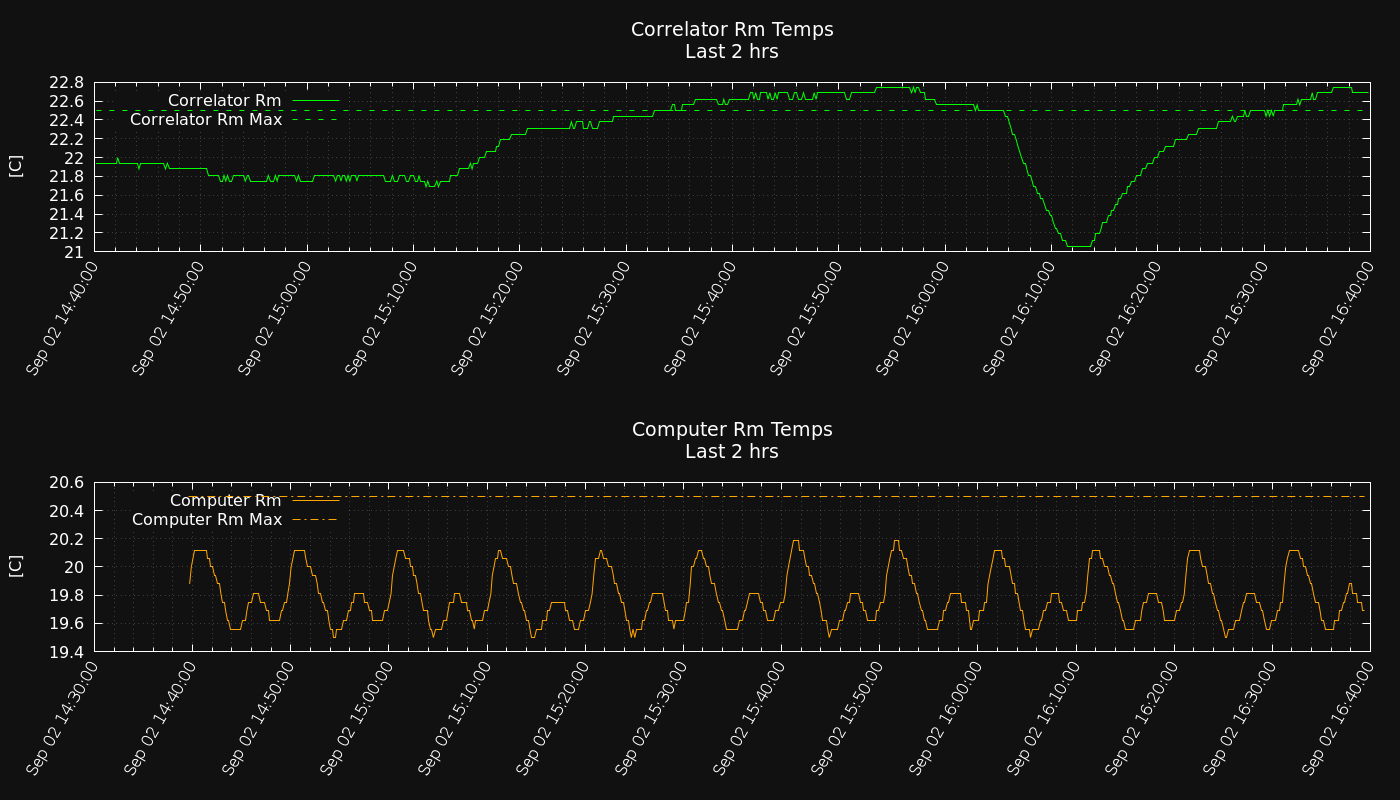 Correlator Rm Temps
Last 2 hrs
22.8
22.6
22.4
22.2
22
21.8
21.6
21.4
21.2
21
[C]
Correlator Rm
Correlator Rm Max
Sep 02 14:40:00
Sep 02 14:50:00
Sep 02 15:00:00
Sep 02 15:10:00
Sep 02 15:20:00
Sep 02 15:30:00
Sep 02 15:40:00
Sep 02 15:50:00
Sep 02 16:00:00
Sep 02 16:10:00
Sep 02 16:20:00
Sep 02 16:30:00
Sep 02 16:40:00
Computer Rm Temps
Last 2 hrs
20.6
20.4
20.2
20
19.8
19.6
19.4
[C]
Computer Rm
Computer Rm Max
Sep 02 14:30:00
Sep 02 14:40:00
Sep 02 14:50:00
Sep 02 15:00:00
Sep 02 15:10:00
Sep 02 15:20:00
Sep 02 15:30:00
Sep 02 15:40:00
Sep 02 15:50:00
Sep 02 16:00:00
Sep 02 16:10:00
Sep 02 16:20:00
Sep 02 16:30:00
Sep 02 16:40:00